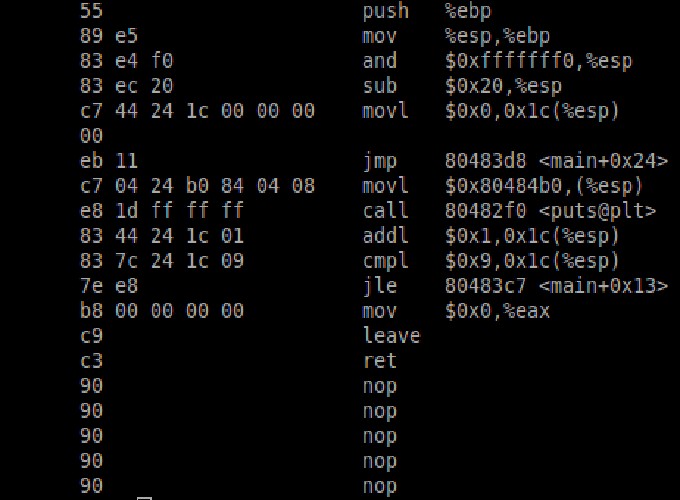 55 push %ebp
89 e5 mov %esp,%ebp
83 e4 f0 and $0xfffffff0,%esp
83 ec 20 sub $0x20,%esp
c7 44 24 1c 00 00 00 movl $0x0,0x1c(%esp)
00
eb 11 jmp 80483d8 <main+0x24>
c7 04 24 b0 84 04 08 movl $0x80484b0,(%esp)
e8 1d ff ff ff call 80482f0 <puts@plt>
83 44 24 1c 01 addl $0x1,0x1c(%esp)
83 7c 24 1c 09 cmpl $0x9,0x1c(%esp)
7e e8 jle 80483c7 <main+0x13>
b8 00 00 00 00 mov $0x0,%eax
c9 leave
c3 ret
90 nop
90 nop
90 nop
90 nop
90 nop